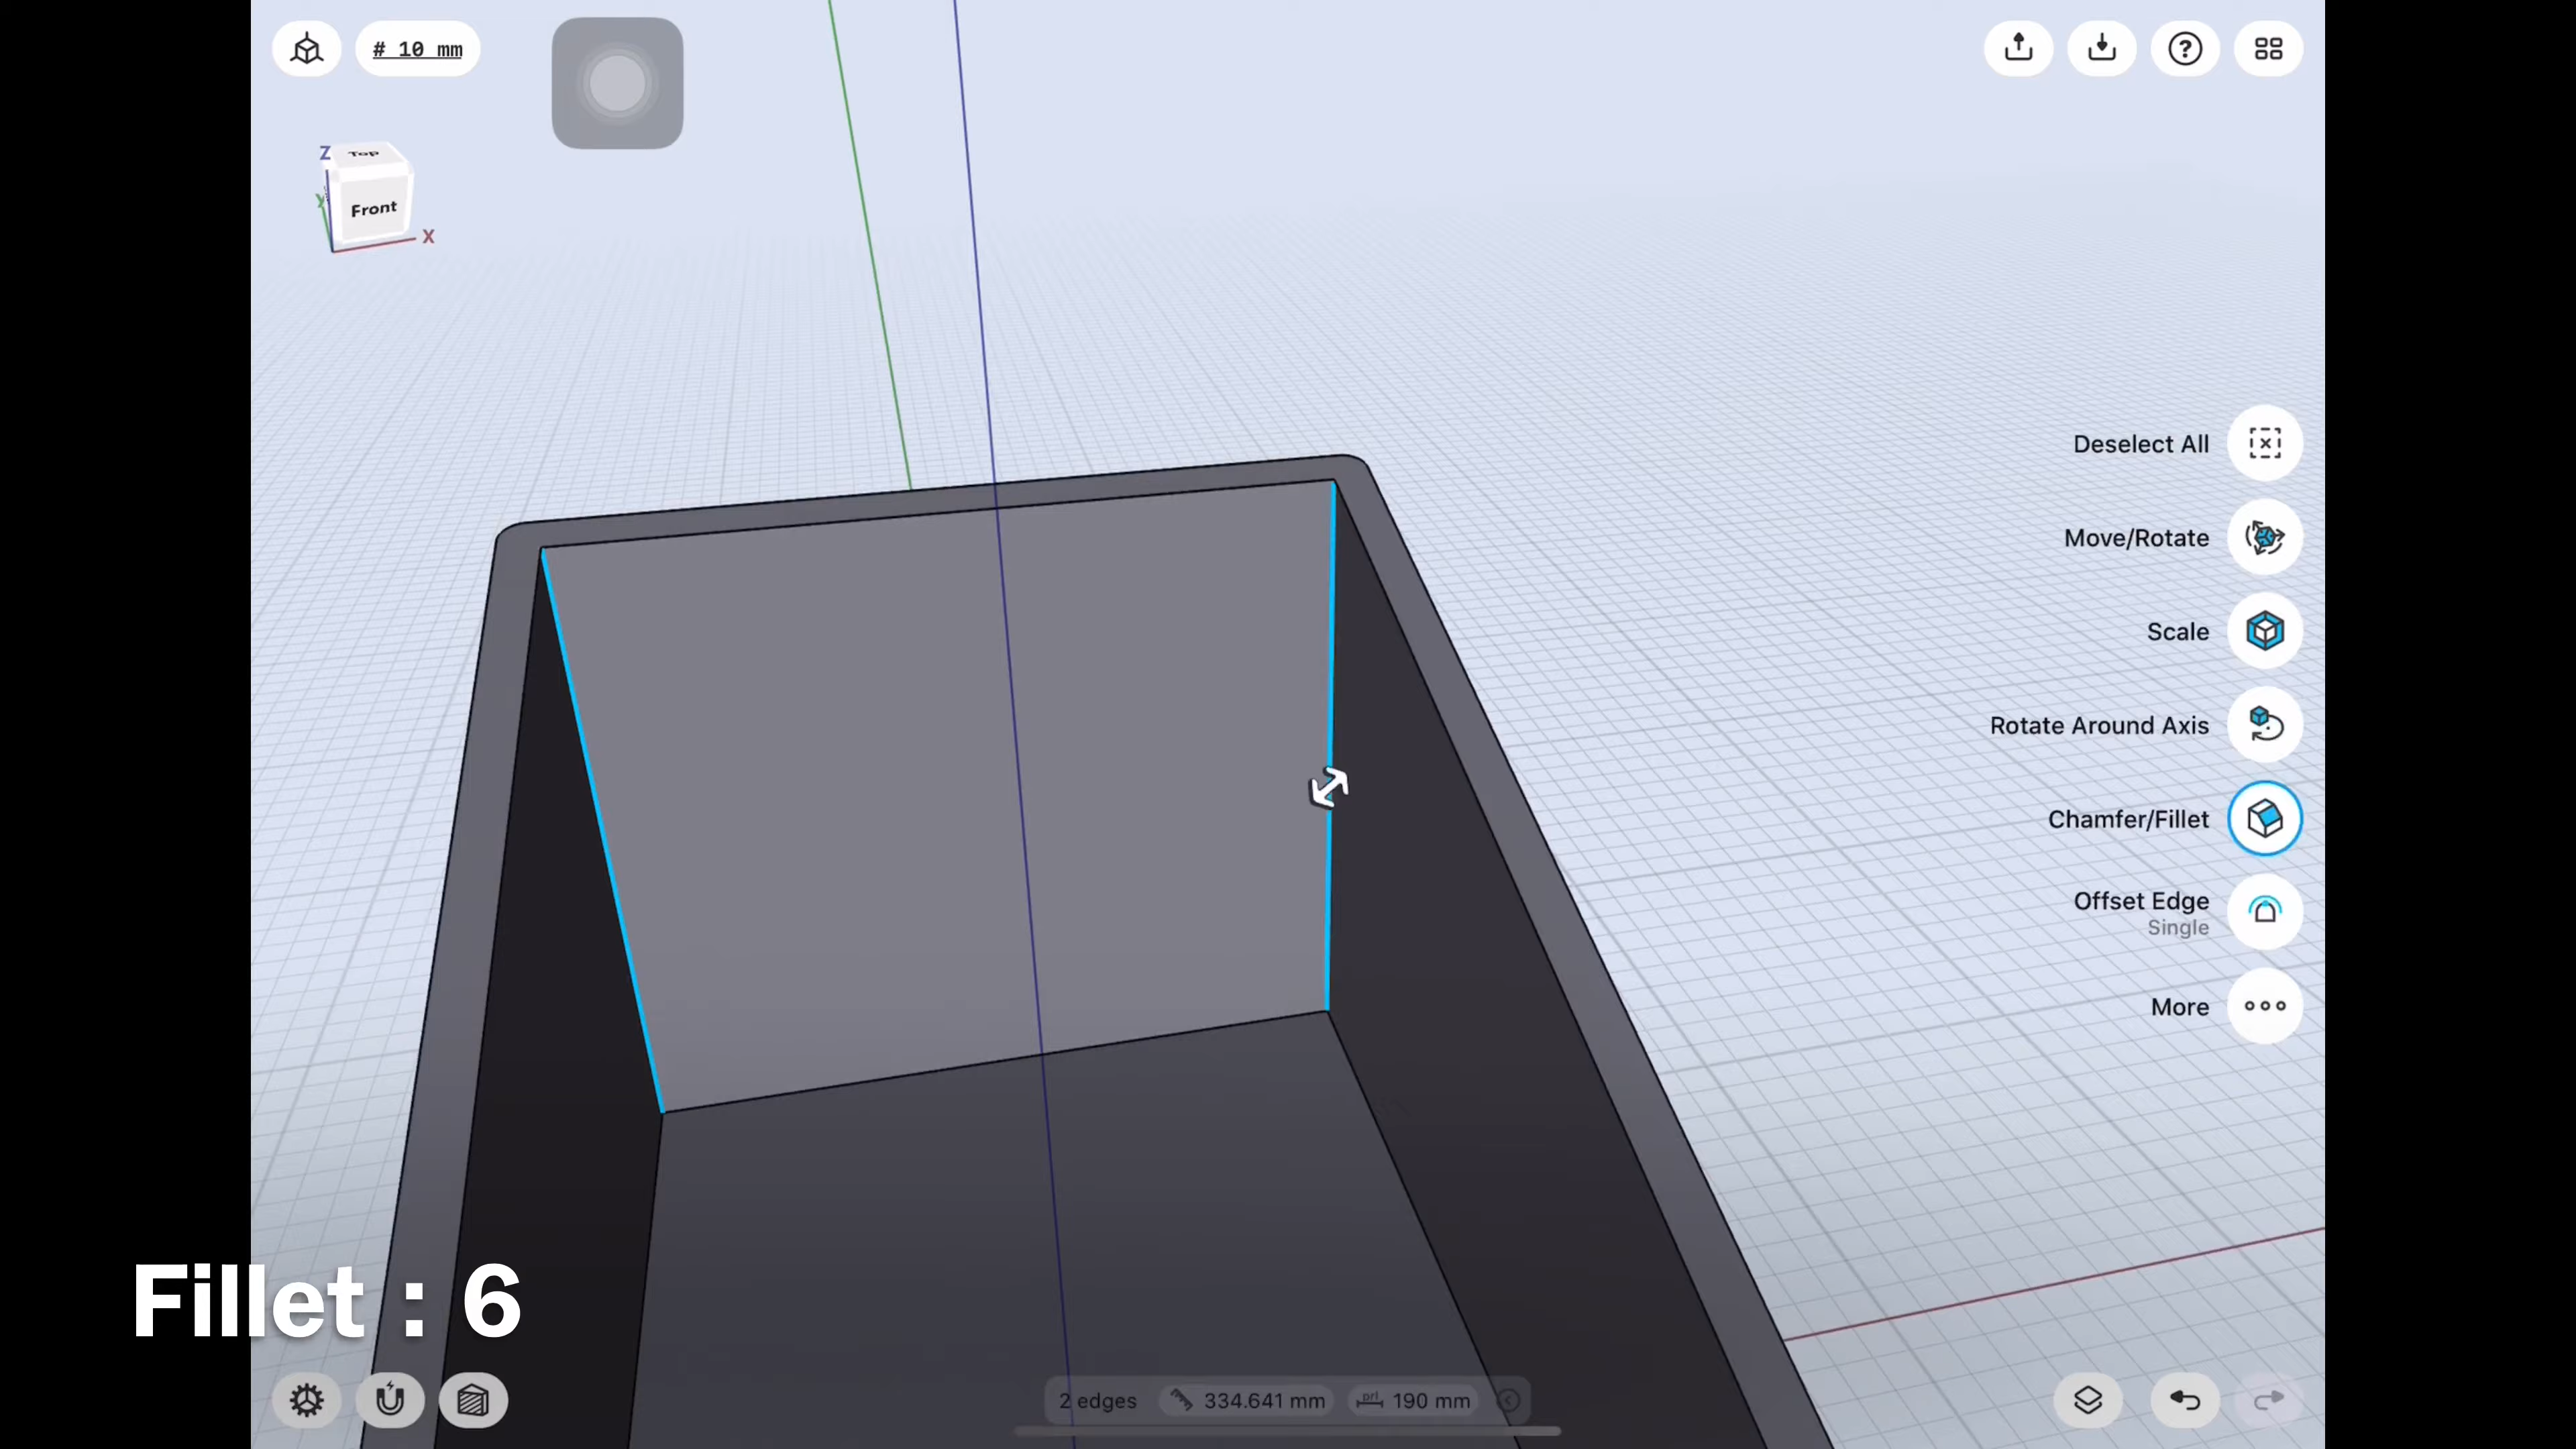 # 10 mm
Z
Top
Y
Front
X
Deselect All
Move/Rotate
Scale
Rotate Around Axis
Chamfer/Fillet
Offset Edge
Single
More
Fillet : 6
2 edges 334.641 mm prl 190 mm